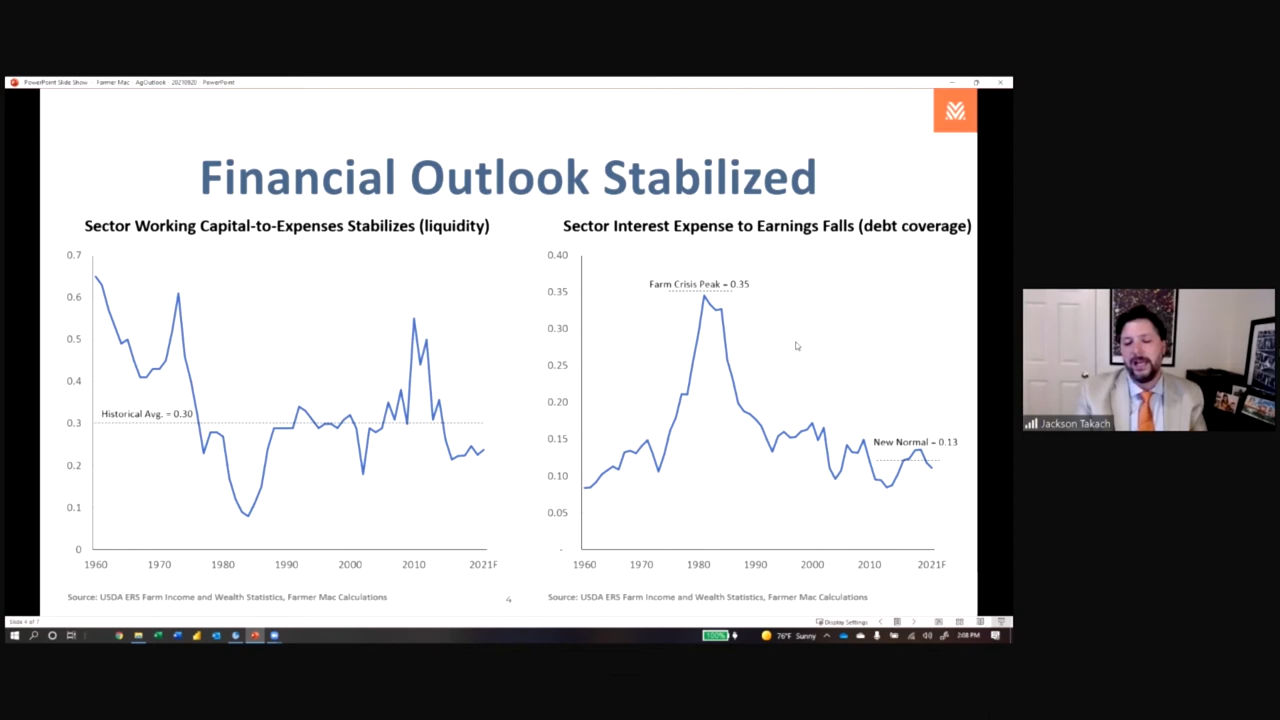 PowerPoint Slide Show - Farmer Mac - AgOutlook - 20210920 - PowerPoint
Financial Outlook Stabilized
Sector Working Capital-to-Expenses Stabilizes (liquidity)
0.7
0.6
0.5
0.4
0.3
0.2
0.1
0
Historical Avg. = 0.30
1960 1970 1980 1990 2000 2010 2021F
Source: USDA ERS Farm Income and Wealth Statistics, Farmer Mac Calculations
4
Sector Interest Expense to Earnings Falls (debt coverage)
0.40
0.35
0.30
0.25
0.20
0.15
0.10
0.05
-
Farm Crisis Peak = 0.35
New Normal = 0.13
1960 1970 1980 1990 2000 2010 2021F
Source: USDA ERS Farm Income and Wealth Statistics, Farmer Mac Calculations
Jackson Takach
Slide 4 of 7
Display Settings
100%
76°F Sunny
2:08 PM